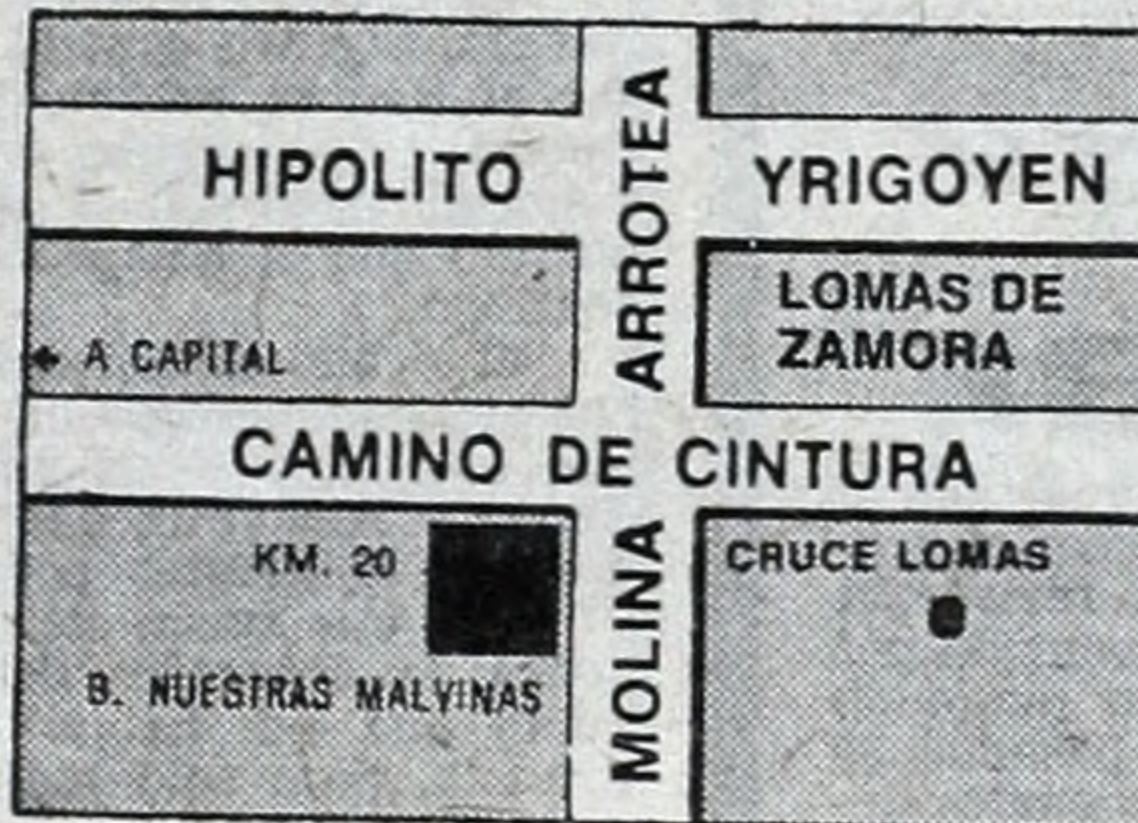 HIPOLITO YRIGOYEN
LOMAS DE
ZAMORA
← A CAPITAL
CAMINO DE CINTURA
MOLINA ARROTEA
KM. 20
CRUCE LOMAS
B. NUESTRAS MALVINAS